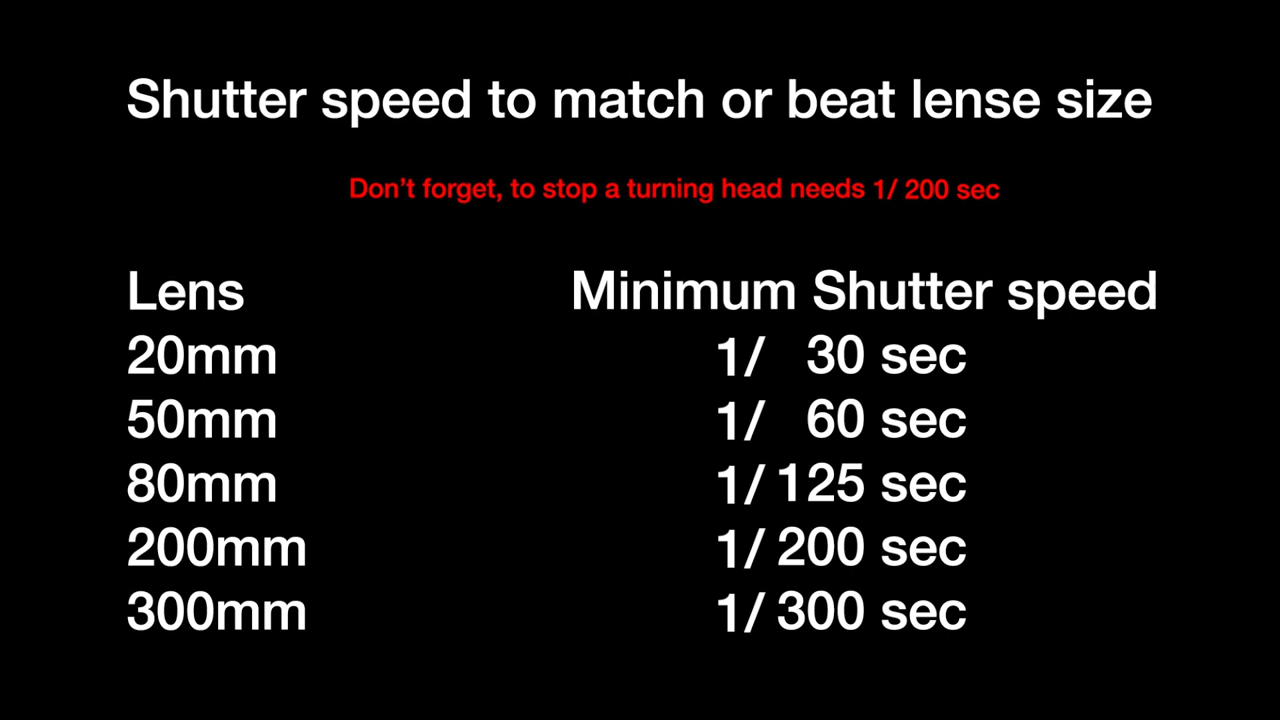 Shutter speed to match or beat lense size
Don’t forget, to stop a turning head needs 1/ 200 sec
Lens Minimum Shutter speed
20mm 1/ 30 sec
50mm 1/ 60 sec
80mm 1/ 125 sec
200mm 1/ 200 sec
300mm 1/ 300 sec